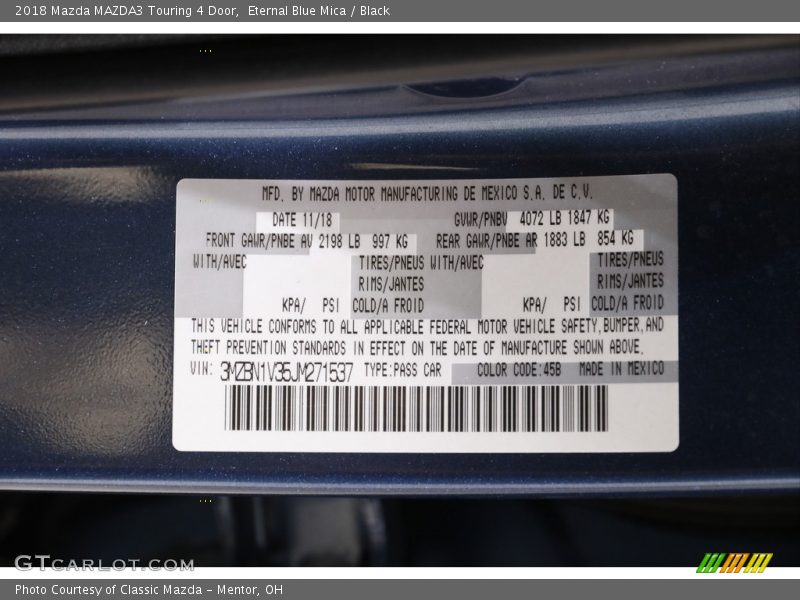 2018 Mazda MAZDA3 Touring 4 Door, Eternal Blue Mica / Black
MFD. BY MAZDA MOTOR MANUFACTURING DE MEXICO S.A. DE C.V.
DATE 11/18 GVWR/PNBV 4072 LB 1847 KG
FRONT GAWR/PNBE AV 2198 LB 997 KG REAR GAWR/PNBE AR 1883 LB 854 KG
WITH/AVEC TIRES/PNEUS WITH/AVEC TIRES/PNEUS
RIMS/JANTES RIMS/JANTES
KPA/ PSI COLD/A FROID KPA/ PSI COLD/A FROID
THIS VEHICLE CONFORMS TO ALL APPLICABLE FEDERAL MOTOR VEHICLE SAFETY, BUMPER, AND
THEFT PREVENTION STANDARDS IN EFFECT ON THE DATE OF MANUFACTURE SHOWN ABOVE.
VIN: 3MZBN1V35JM271537 TYPE:PASS CAR COLOR CODE:45B MADE IN MEXICO
GTCARLOT.COM
Photo Courtesy of Classic Mazda - Mentor, OH